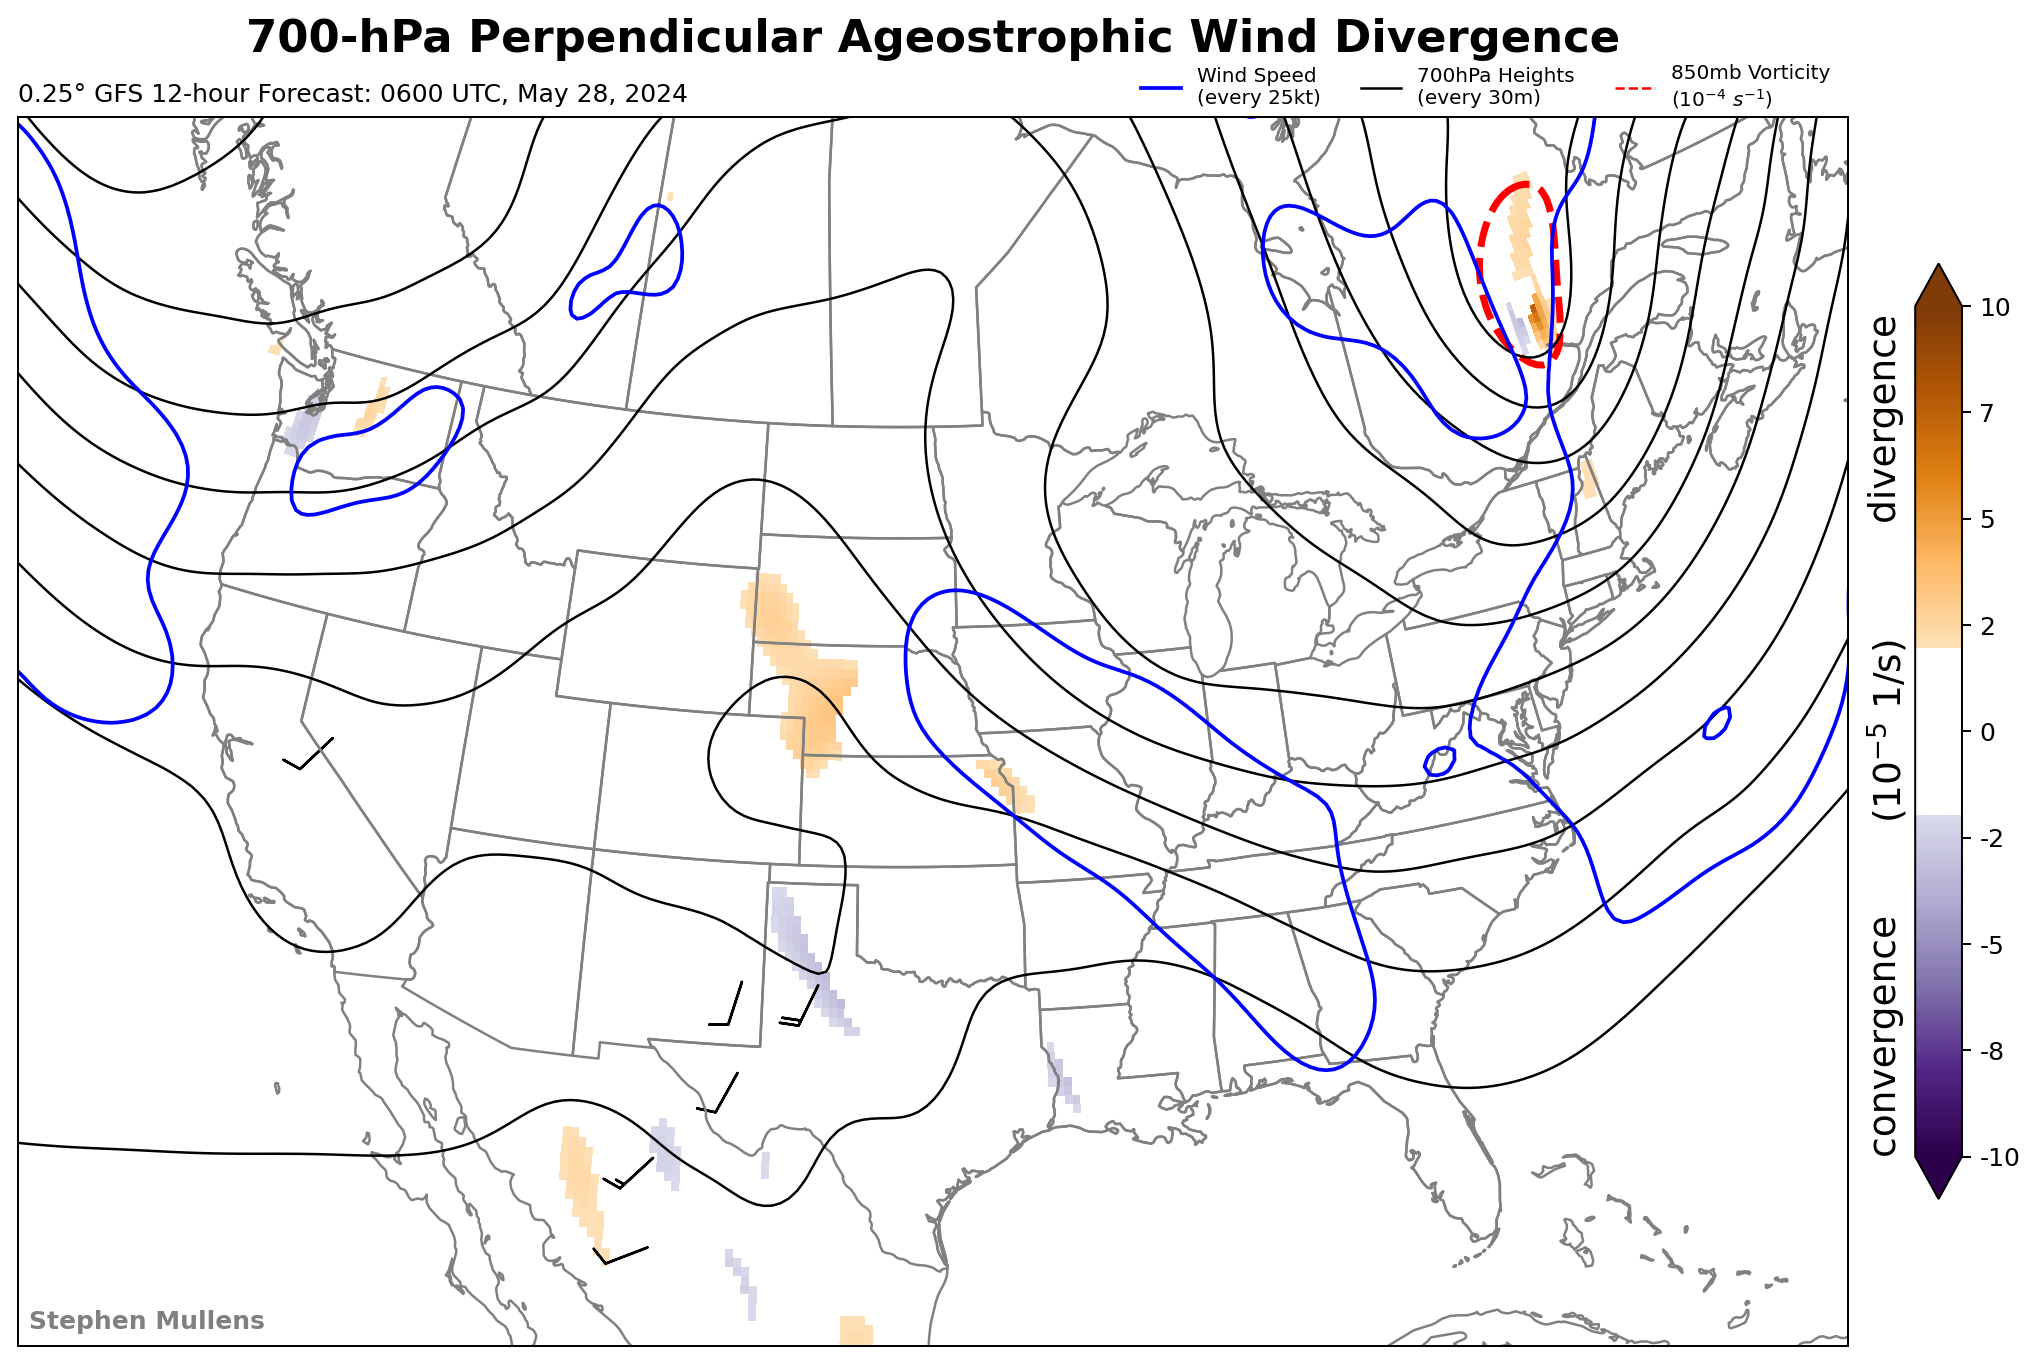 700-hPa Perpendicular Ageostrophic Wind Divergence
0.25° GFS 12-hour Forecast: 0600 UTC, May 28, 2024
Wind Speed
(every 25kt)
700hPa Heights
(every 30m)
850mb Vorticity
(10⁻⁴ s⁻¹)
10
7
5
2
0
-2
-5
-8
-10
convergence (10⁻⁵ 1/s) divergence
Stephen Mullens